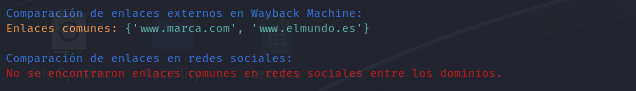 Comparación de enlaces externos en Wayback Machine:
Enlaces comunes: {'www.marca.com', 'www.elmundo.es'}
Comparación de enlaces en redes sociales:
No se encontraron enlaces comunes en redes sociales entre los dominios.